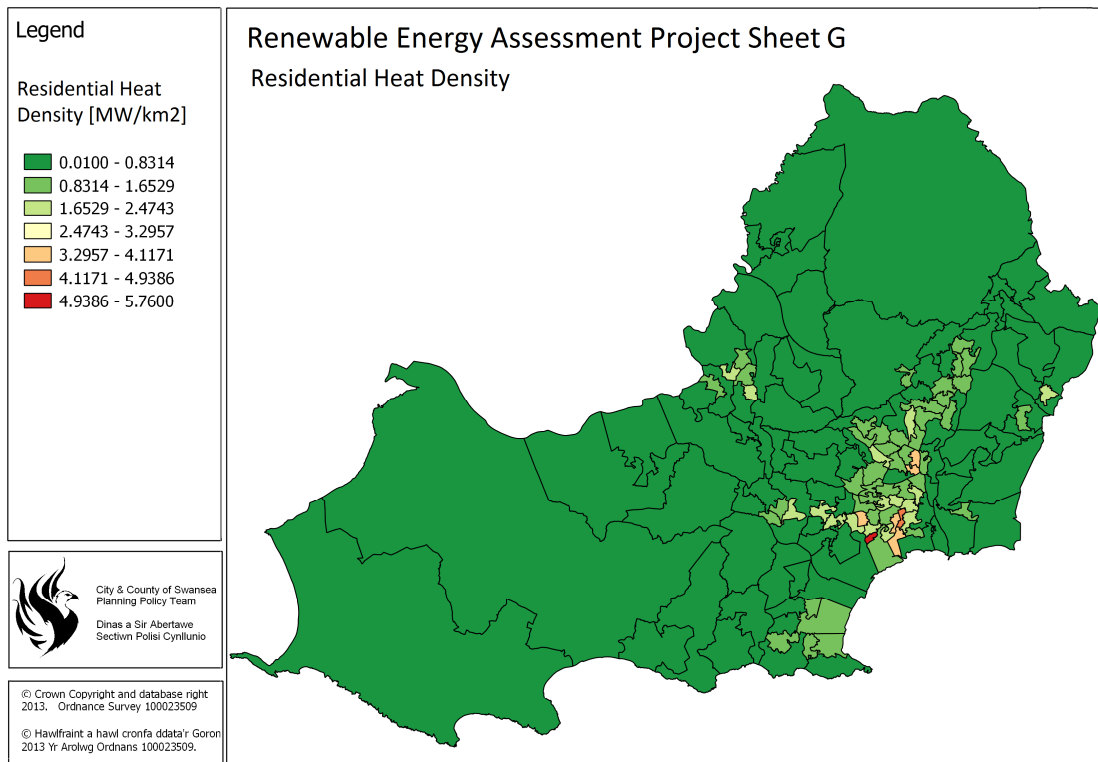 Legend
Residential Heat
Density [MW/km2]
0.0100 - 0.8314
0.8314 - 1.6529
1.6529 - 2.4743
2.4743 - 3.2957
3.2957 - 4.1171
4.1171 - 4.9386
4.9386 - 5.7600
City & County of Swansea
Planning Policy Team
Dinas a Sir Abertawe
Sectiwn Polisi Cynllunio
© Crown Copyright and database right
2013. Ordnance Survey 100023509
© Hawlfraint a hawl cronfa ddata'r Goron
2013 Yr Arolwg Ordnans 100023509.
Renewable Energy Assessment Project Sheet G
Residential Heat Density